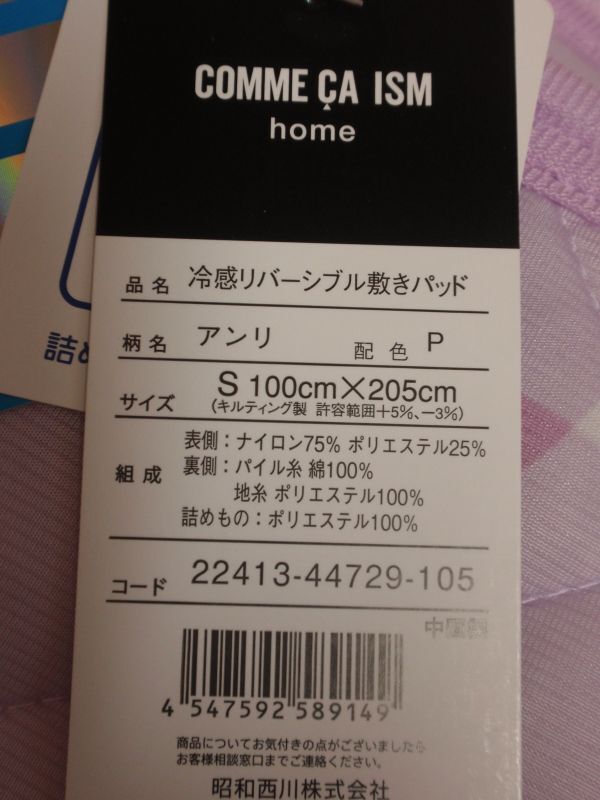 COMME ÇA ISM
home
品名 冷感リバーシブル敷きパッド
柄名 アンリ 配色 P
サイズ S 100cm×205cm
(キルティング製 許容範囲+5%、-3%)
組成 表側：ナイロン75% ポリエステル25%
裏側：パイル糸 綿100%
地糸 ポリエステル100%
詰めもの：ポリエステル100%
コード 22413-44729-105
中国製
4 547592 589149
商品についてお気付きの点がございましたら
お客様相談窓口までご連絡ください。
昭和西川株式会社
詰め